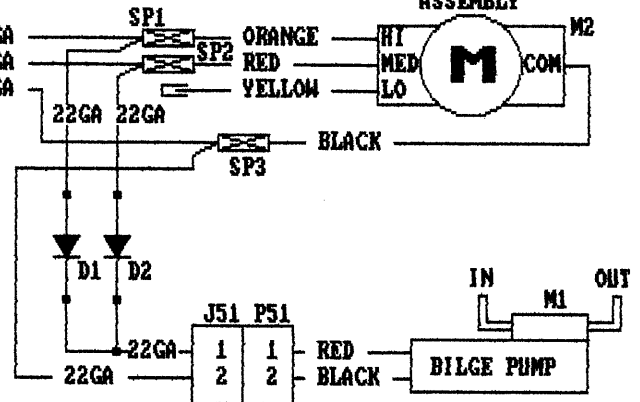 ASSEMBLY
SP1
M2
GA ORANGE HI
SP2
GA RED MED M COM
GA YELLOW LO
22GA 22GA
BLACK
SP3
D1 D2
IN OUT
M1
J51 P51
22GA 1 1 RED
22GA 2 2 BLACK
BILGE PUMP